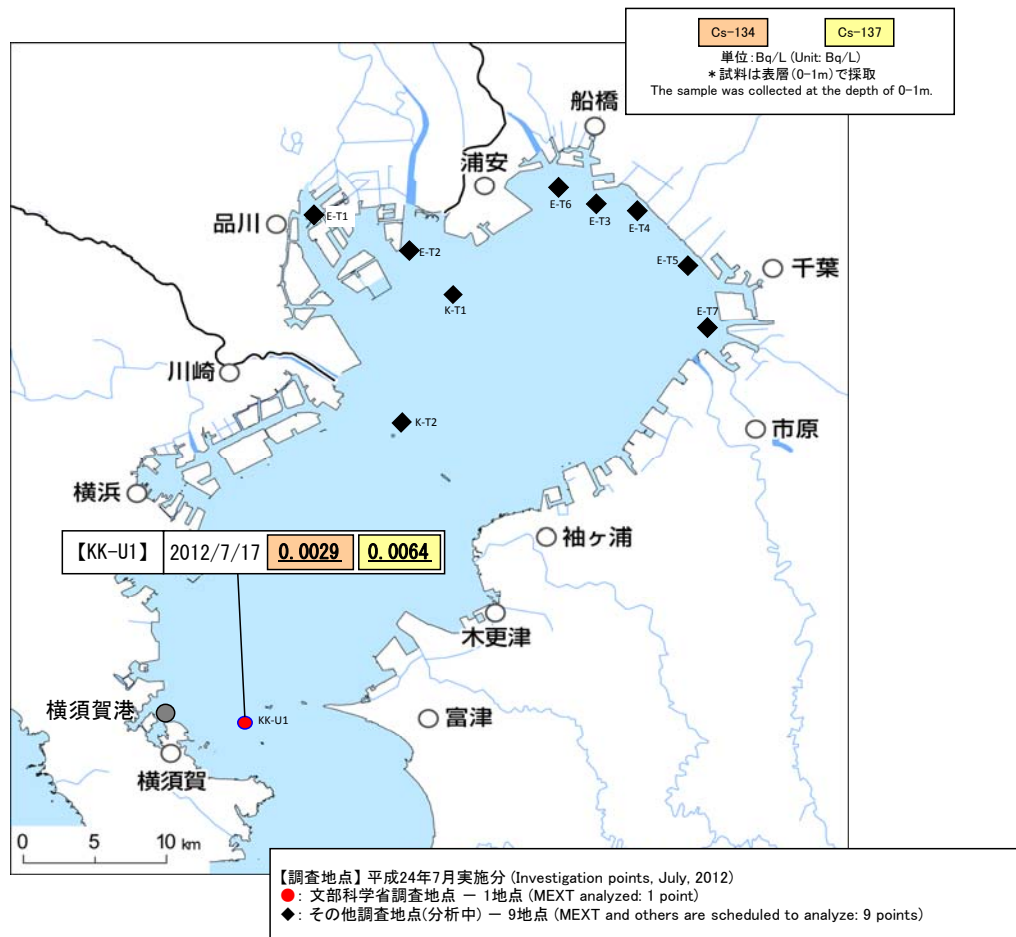 Cs-134 Cs-137
単位:Bq/L (Unit: Bq/L)
*試料は表層(0-1m)で採取
The sample was collected at the depth of 0-1m.
船橋
浦安
E-T6
E-T3
E-T4
品川
E-T1
E-T2
E-T5
千葉
K-T1
E-T7
川崎
K-T2
市原
横浜
【KK-U1】 2012/7/17 0.0029 0.0064
袖ヶ浦
木更津
横須賀港
KK-U1
富津
横須賀
0 5 10 km
【調査地点】平成24年7月実施分 (Investigation points, July, 2012)
●: 文部科学省調査地点 - 1地点 (MEXT analyzed: 1 point)
◆: その他調査地点(分析中) - 9地点 (MEXT and others are scheduled to analyze: 9 points)